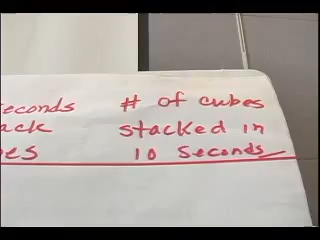 econds # of cubes
ack stacked in
es 10 Seconds